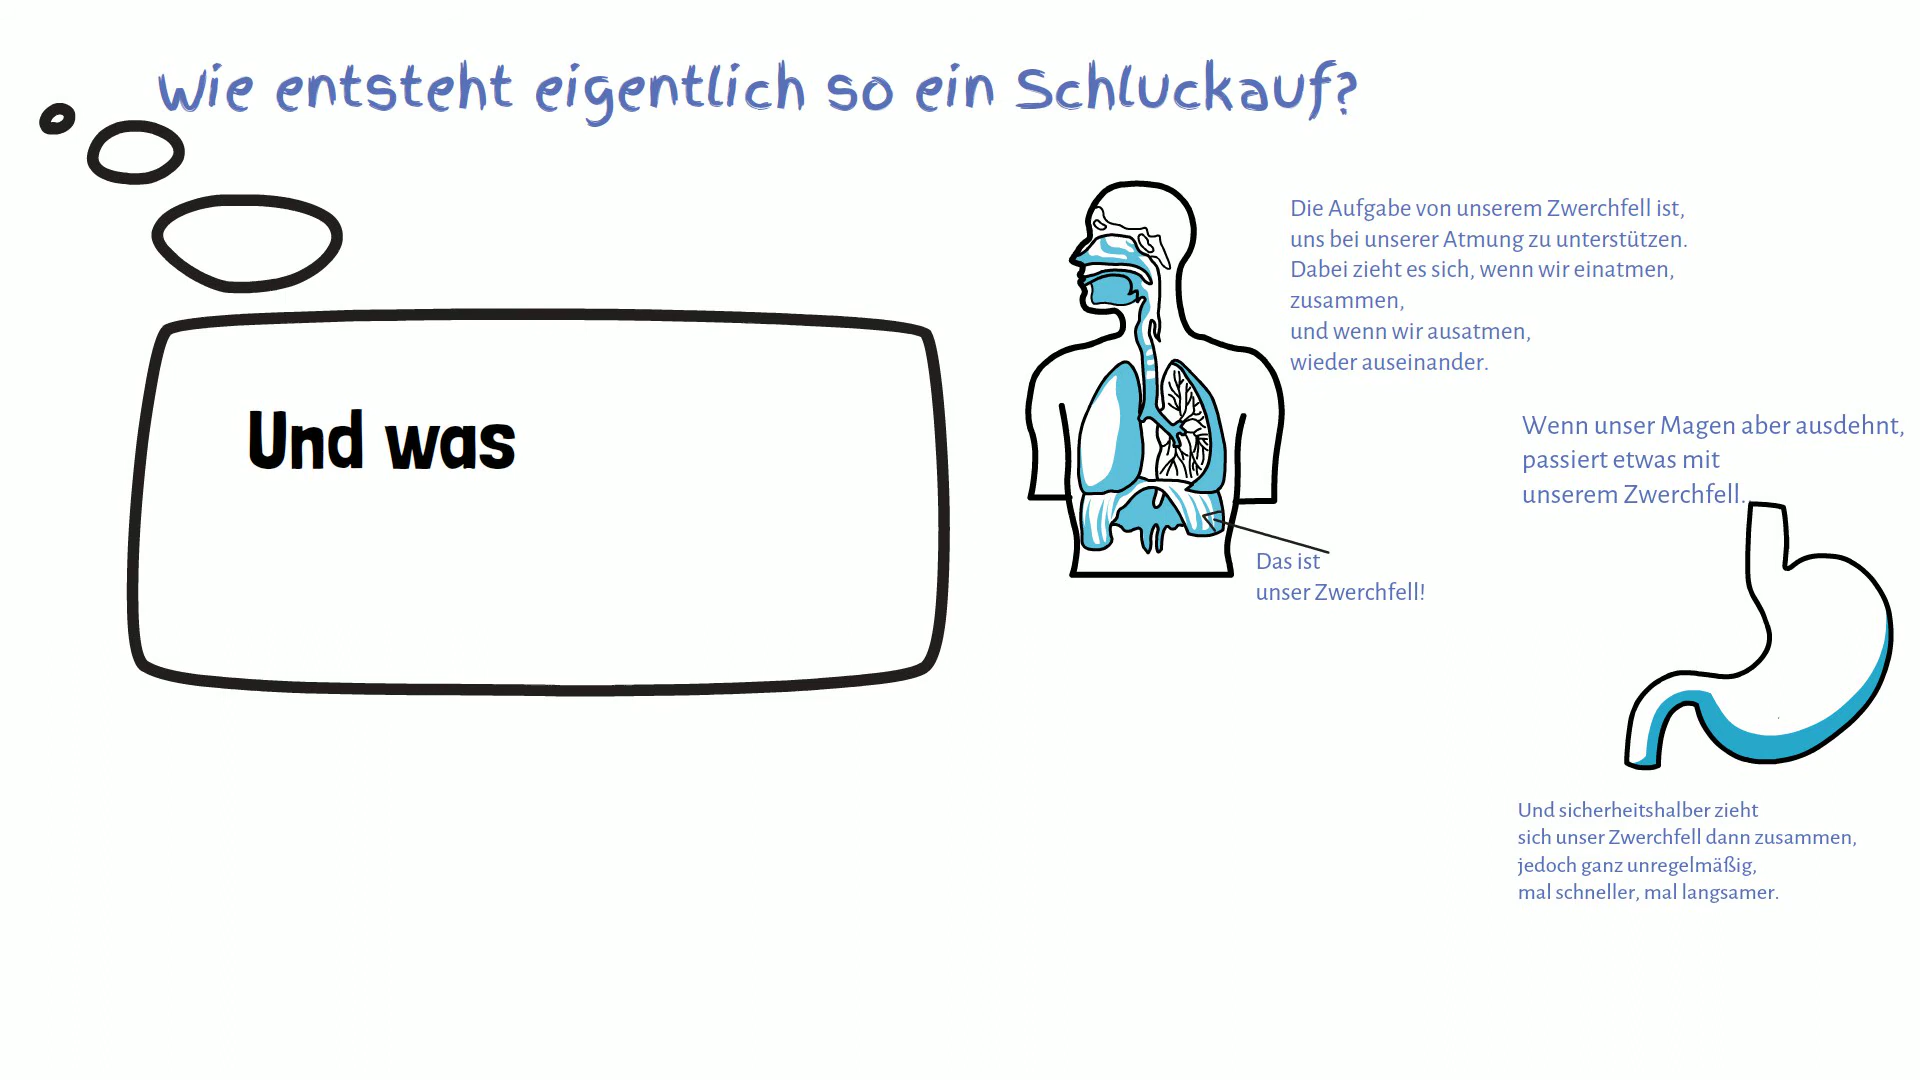 Wie entsteht eigentlich so ein Schluckauf?
Und was
Die Aufgabe von unserem Zwerchfell ist,
uns bei unserer Atmung zu unterstützen.
Dabei zieht es sich, wenn wir einatmen,
zusammen,
und wenn wir ausatmen,
wieder auseinander.
Das ist
unser Zwerchfell!
Wenn unser Magen aber ausdehnt,
passiert etwas mit
unserem Zwerchfell.
Und sicherheitshalber zieht
sich unser Zwerchfell dann zusammen,
jedoch ganz unregelmäßig,
mal schneller, mal langsamer.